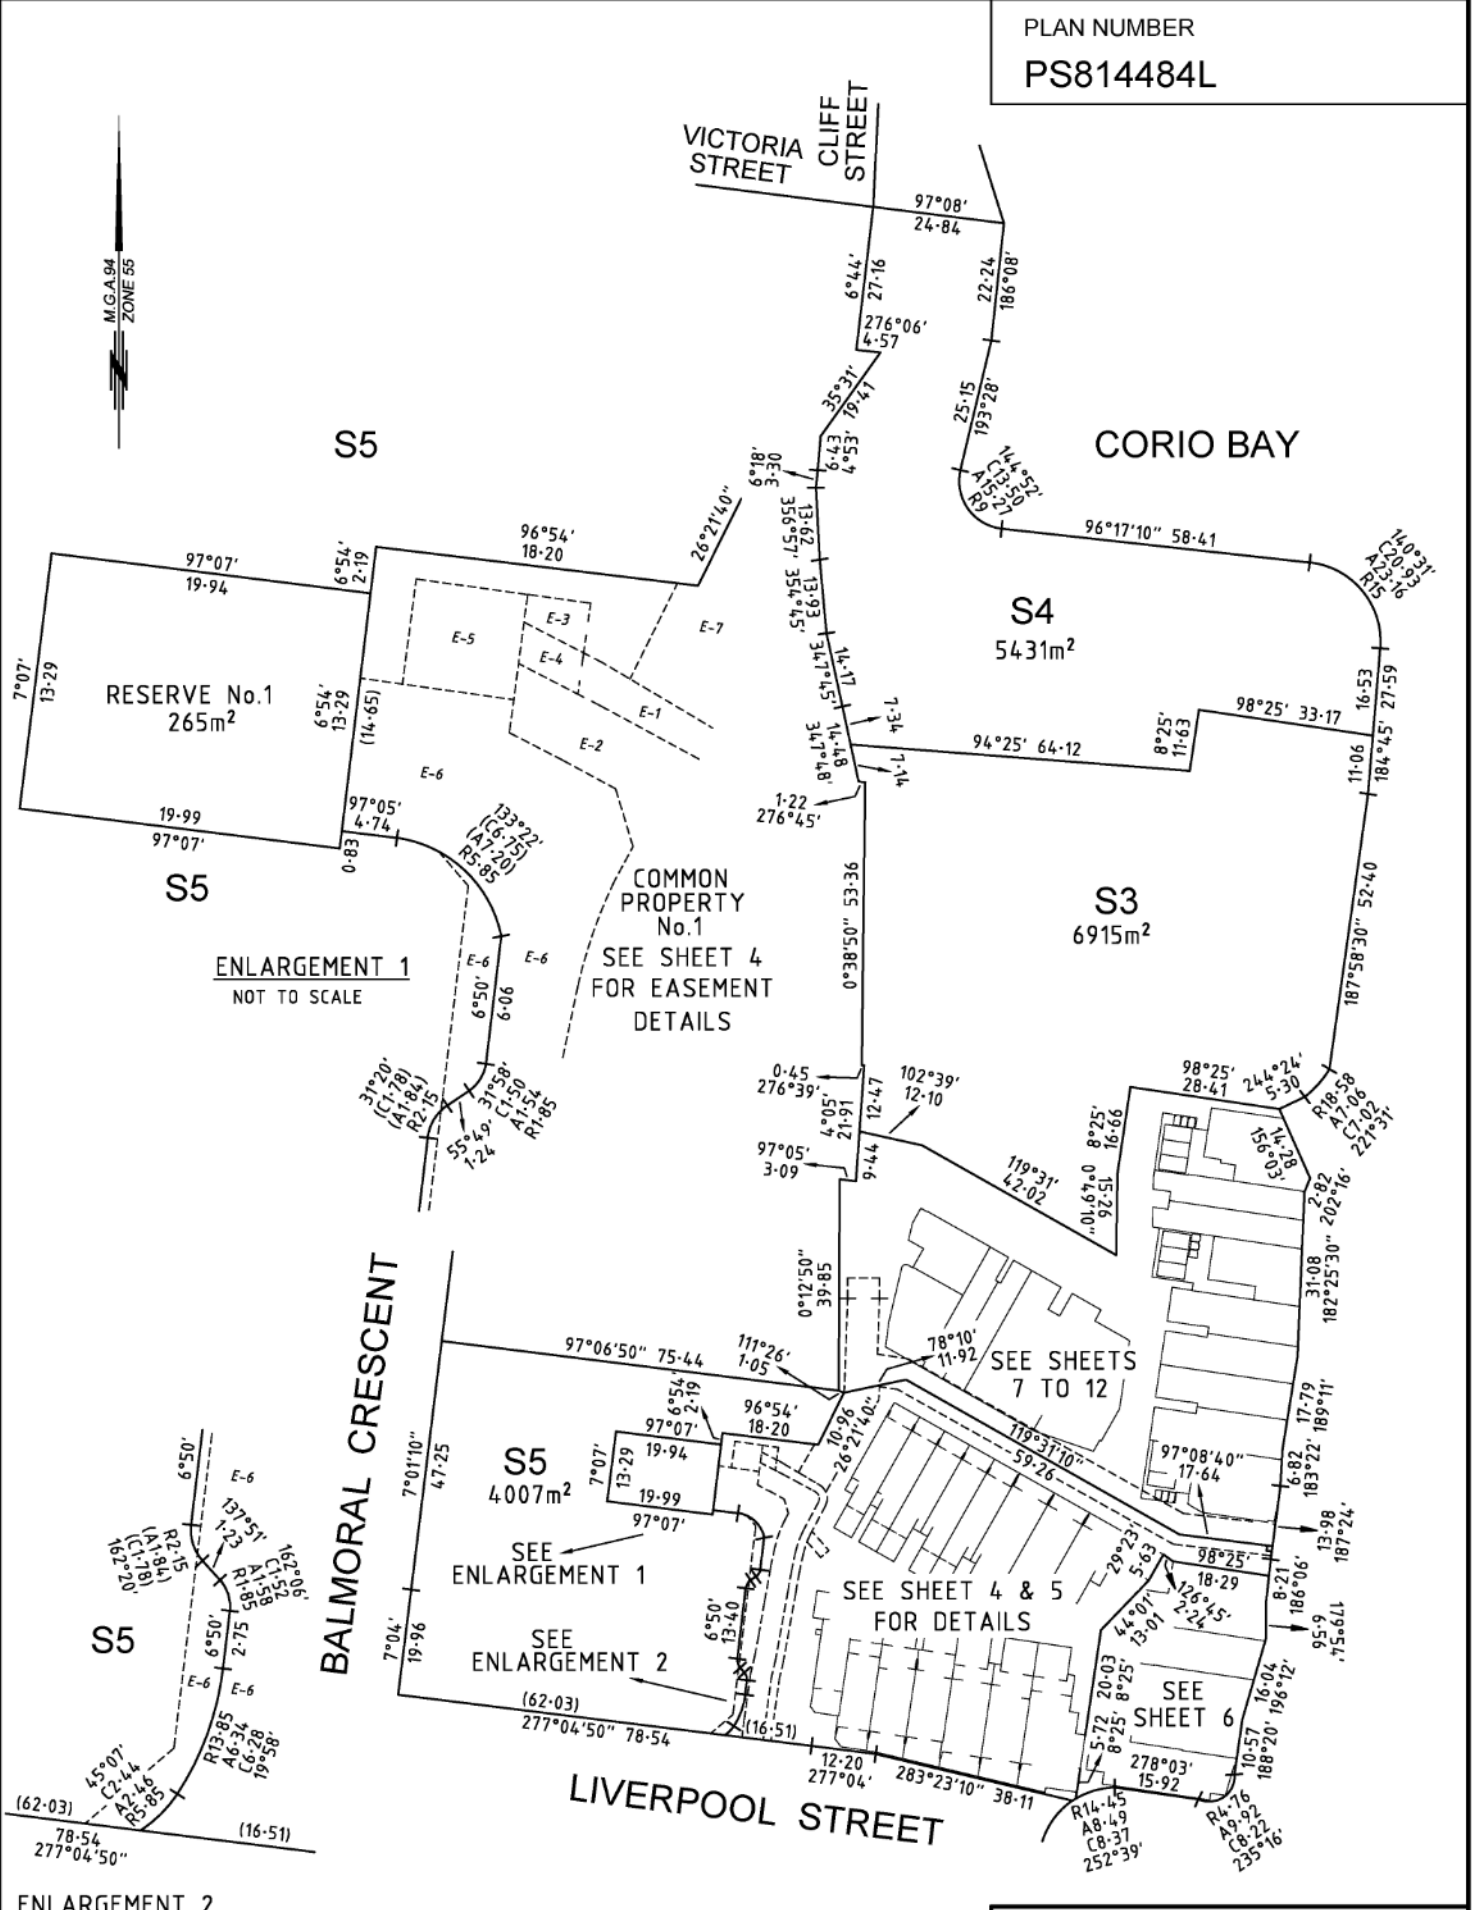 PLAN NUMBER
PS814484L
M.G.A.94
ZONE 55
N
VICTORIA
STREET
CLIFF
STREET
97°08'
24·84
6°44'
27·16
22·24
186°08'
276°06'
4·57
35°31'
19·41
25·15
193°28'
6·43
4°53'
6°18'
3·30
S5
CORIO BAY
144°52'
C13·50
A15·27
R9
96°17'10" 58·41
140°31'
C20·93
A23·16
R15
13·62
356°57'
13·93
354°45'
14·17
347°45'
7·34
14·48
347°48'
7·14
1·22
276°45'
S4
5431m²
16·53
27·59
98°25' 33·17
8°25'
11·63
94°25' 64·12
11·06
184°45'
97°07'
19·94
6°54'
2·19
96°54'
18·20
26°21'40"
7°07'
13·29
RESERVE No.1
265m²
6°54'
13·29
(14·65)
E-5
E-3
E-4
E-7
E-1
E-2
E-6
19·99
97°07'
97°05'
4·74
0·83
133°22'
(C6·75)
(A7·20)
R5·85
S5
ENLARGEMENT 1
NOT TO SCALE
E-6
E-6
6°50'
6·06
31°20'
(C1·78)
(A1·84)
R2·15
31°58'
C1·50
A1·54
R1·85
55°49'
1·24
COMMON
PROPERTY
No.1
SEE SHEET 4
FOR EASEMENT
DETAILS
0°38'50" 53·36
S3
6915m²
187°58'30" 52·40
0·45
276°39'
4°05'
21·91
12·47
102°39'
12·10
97°05'
3·09
9·44
119°31'
42·02
98°25'
28·41
244°24'
5·30
R18·58
A7·06
C7·02
221°31'
8°25'
16·66
0°49'10"
15·26
14·28
156°03'
2·82
202°16'
31·08
182°25'30"
0°12'50"
39·85
BALMORAL CRESCENT
97°06'50" 75·44
111°26'
1·05
78°10'
11·92
SEE SHEETS
7 TO 12
17·79
189°11'
6°54'
2·19
96°54'
18·20
10·96
26°21'40"
97°07'
19·94
7°07'
13·29
19·99
97°07'
S5
4007m²
7°01'10"
47·25
119°31'10"
59·26
97°08'40"
17·64
6·82
183°22'
13·98
187°24'
SEE
ENLARGEMENT 1
SEE
ENLARGEMENT 2
6°50'
13·40
SEE SHEET 4 & 5
FOR DETAILS
29°23'
5·63
98°25'
18·29
126°45'
2·24
44°01'
13·01
8·21
186°06'
9·56
179°54'
20·03
8°25'
SEE
SHEET 6
16·04
196°12'
5·72
8°25'
278°03'
15·92
10·57
188°20'
7°04'
19·96
(62·03)
277°04'50" 78·54
(16·51)
12·20
277°04'
283°23'10" 38·11
LIVERPOOL STREET
R14·45
A8·49
C8·37
252°39'
R4·76
A9·92
C8·22
235°16'
6°50'
E-6
137°51'
1·23
R2·15
(A1·84)
(C1·78)
162°20'
162°06'
C1·52
A1·58
R1·85
S5
6°50'
2·75
E-6
E-6
R13·85
A6·34
C6·28
19°58'
45°07'
C2·44
A2·46
R5·85
(62·03)
(16·51)
78·54
277°04'50"
ENLARGEMENT 2